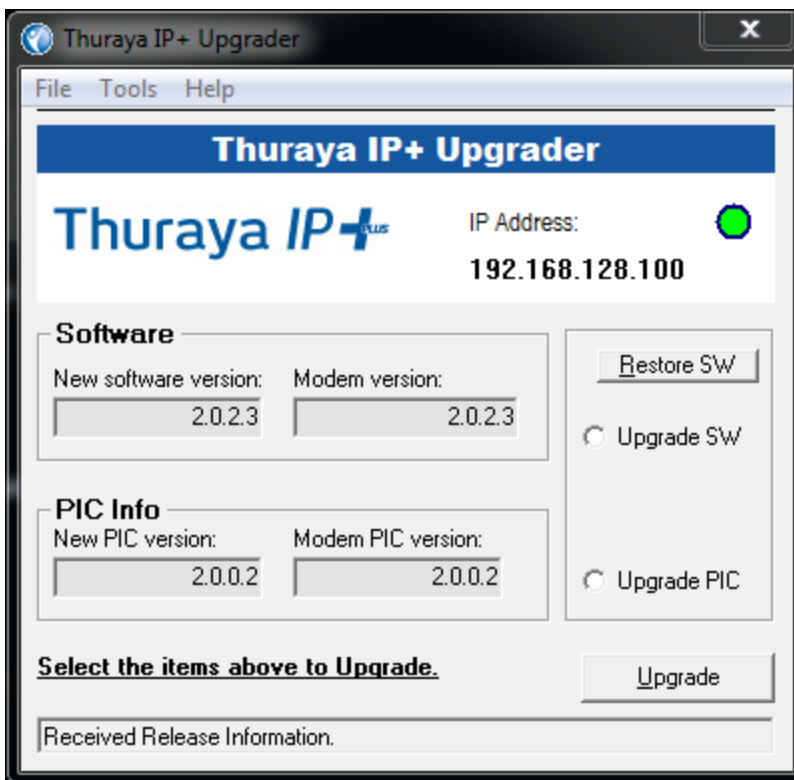 Thuraya IP+ Upgrader
File Tools Help
Thuraya IP+ Upgrader
Thuraya IP+ PLUS
IP Address:
192.168.128.100
Software
New software version: Modem version:
2.0.2.3 2.0.2.3
Restore SW
Upgrade SW
PIC Info
New PIC version: Modem PIC version:
2.0.0.2 2.0.0.2
Upgrade PIC
Select the items above to Upgrade.
Upgrade
Received Release Information.